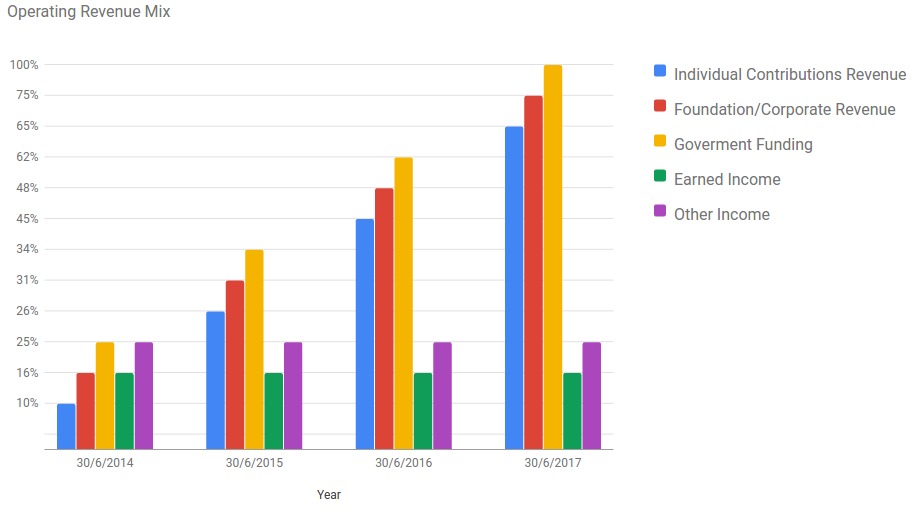 Operating Revenue Mix
100%
75%
65%
62%
48%
45%
34%
31%
26%
25%
16%
10%
30/6/2014
30/6/2015
30/6/2016
30/6/2017
Year
Individual Contributions Revenue
Foundation/Corporate Revenue
Goverment Funding
Earned Income
Other Income